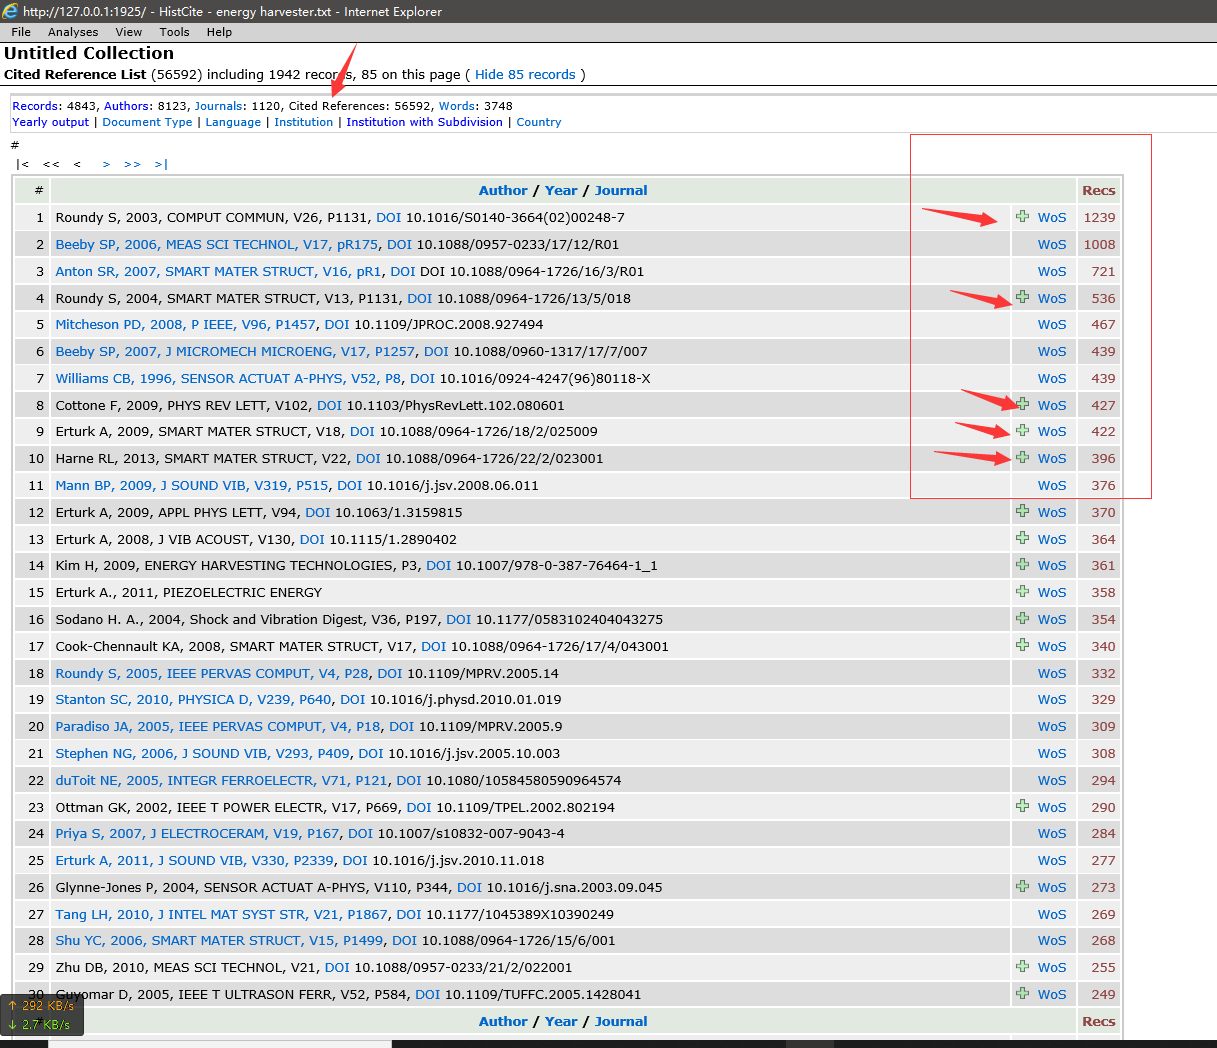 http://127.0.0.1:1925/ - HistCite - energy harvester.txt - Internet Explorer
File Analyses View Tools Help
Untitled Collection
Cited Reference List (56592) including 1942 records, 85 on this page ( Hide 85 records )
Records: 4843, Authors: 8123, Journals: 1120, Cited References: 56592, Words: 3748
Yearly output | Document Type | Language | Institution | Institution with Subdivision | Country
#
|< << < > >> >|
# Author / Year / Journal Recs
1 Roundy S, 2003, COMPUT COMMUN, V26, P1131, DOI 10.1016/S0140-3664(02)00248-7 WoS 1239
2 Beeby SP, 2006, MEAS SCI TECHNOL, V17, pR175, DOI 10.1088/0957-0233/17/12/R01 WoS 1008
3 Anton SR, 2007, SMART MATER STRUCT, V16, pR1, DOI DOI 10.1088/0964-1726/16/3/R01 WoS 721
4 Roundy S, 2004, SMART MATER STRUCT, V13, P1131, DOI 10.1088/0964-1726/13/5/018 WoS 536
5 Mitcheson PD, 2008, P IEEE, V96, P1457, DOI 10.1109/JPROC.2008.927494 WoS 467
6 Beeby SP, 2007, J MICROMECH MICROENG, V17, P1257, DOI 10.1088/0960-1317/17/7/007 WoS 439
7 Williams CB, 1996, SENSOR ACTUAT A-PHYS, V52, P8, DOI 10.1016/0924-4247(96)80118-X WoS 439
8 Cottone F, 2009, PHYS REV LETT, V102, DOI 10.1103/PhysRevLett.102.080601 WoS 427
9 Erturk A, 2009, SMART MATER STRUCT, V18, DOI 10.1088/0964-1726/18/2/025009 WoS 422
10 Harne RL, 2013, SMART MATER STRUCT, V22, DOI 10.1088/0964-1726/22/2/023001 WoS 396
11 Mann BP, 2009, J SOUND VIB, V319, P515, DOI 10.1016/j.jsv.2008.06.011 WoS 376
12 Erturk A, 2009, APPL PHYS LETT, V94, DOI 10.1063/1.3159815 WoS 370
13 Erturk A, 2008, J VIB ACOUST, V130, DOI 10.1115/1.2890402 WoS 364
14 Kim H, 2009, ENERGY HARVESTING TECHNOLOGIES, P3, DOI 10.1007/978-0-387-76464-1_1 WoS 361
15 Erturk A., 2011, PIEZOELECTRIC ENERGY WoS 358
16 Sodano H. A., 2004, Shock and Vibration Digest, V36, P197, DOI 10.1177/0583102404043275 WoS 354
17 Cook-Chennault KA, 2008, SMART MATER STRUCT, V17, DOI 10.1088/0964-1726/17/4/043001 WoS 340
18 Roundy S, 2005, IEEE PERVAS COMPUT, V4, P28, DOI 10.1109/MPRV.2005.14 WoS 332
19 Stanton SC, 2010, PHYSICA D, V239, P640, DOI 10.1016/j.physd.2010.01.019 WoS 329
20 Paradiso JA, 2005, IEEE PERVAS COMPUT, V4, P18, DOI 10.1109/MPRV.2005.9 WoS 309
21 Stephen NG, 2006, J SOUND VIB, V293, P409, DOI 10.1016/j.jsv.2005.10.003 WoS 308
22 duToit NE, 2005, INTEGR FERROELECTR, V71, P121, DOI 10.1080/10584580590964574 WoS 294
23 Ottman GK, 2002, IEEE T POWER ELECTR, V17, P669, DOI 10.1109/TPEL.2002.802194 WoS 290
24 Priya S, 2007, J ELECTROCERAM, V19, P167, DOI 10.1007/s10832-007-9043-4 WoS 284
25 Erturk A, 2011, J SOUND VIB, V330, P2339, DOI 10.1016/j.jsv.2010.11.018 WoS 277
26 Glynne-Jones P, 2004, SENSOR ACTUAT A-PHYS, V110, P344, DOI 10.1016/j.sna.2003.09.045 WoS 273
27 Tang LH, 2010, J INTEL MAT SYST STR, V21, P1867, DOI 10.1177/1045389X10390249 WoS 269
28 Shu YC, 2006, SMART MATER STRUCT, V15, P1499, DOI 10.1088/0964-1726/15/6/001 WoS 268
29 Zhu DB, 2010, MEAS SCI TECHNOL, V21, DOI 10.1088/0957-0233/21/2/022001 WoS 255
30 Guyomar D, 2005, IEEE T ULTRASON FERR, V52, P584, DOI 10.1109/TUFFC.2005.1428041 WoS 249
↑ 292 KB/s
↓ 2.7 KB/s
Author / Year / Journal Recs